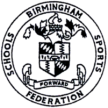 SCHOOLS BIRMINGHAM SPORTS
FEDERATION
FORWARD